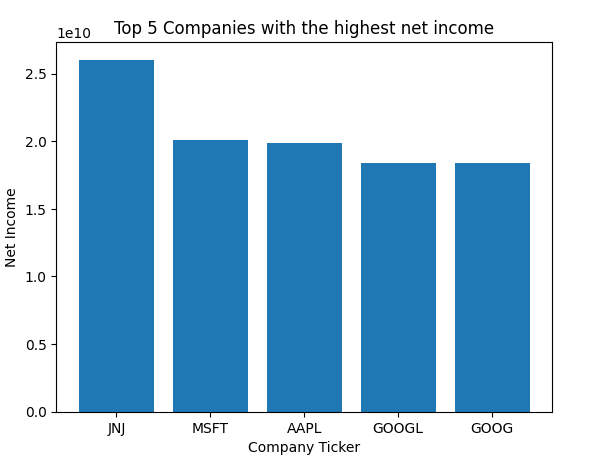 Top 5 Companies with the highest net income
1e10
2.5
2.0
1.5
1.0
0.5
0.0
Net Income
JNJ MSFT AAPL GOOGL GOOG
Company Ticker